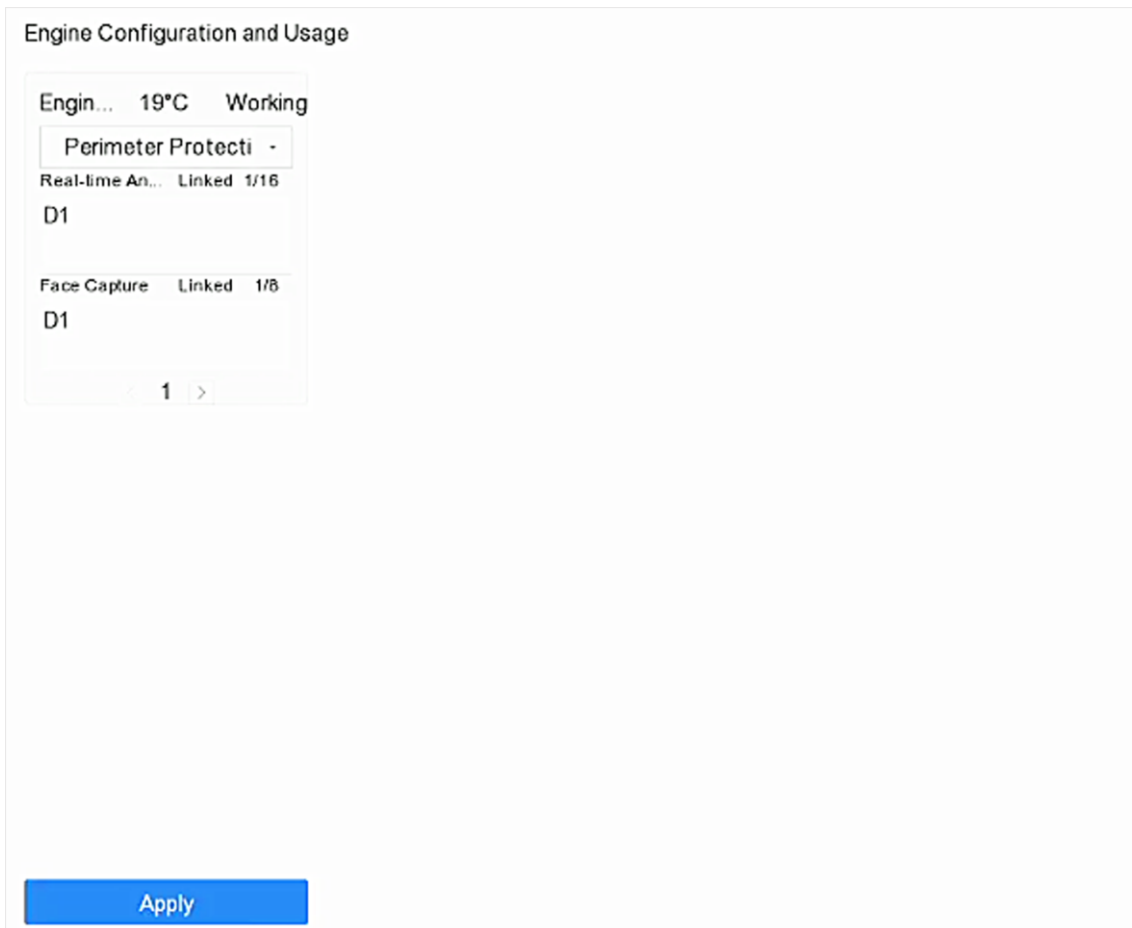 Engine Configuration and Usage
Engin... 19°C Working
Perimeter Protecti
Real-time An... Linked 1/16
D1
Face Capture Linked 1/8
D1
1 >
Apply